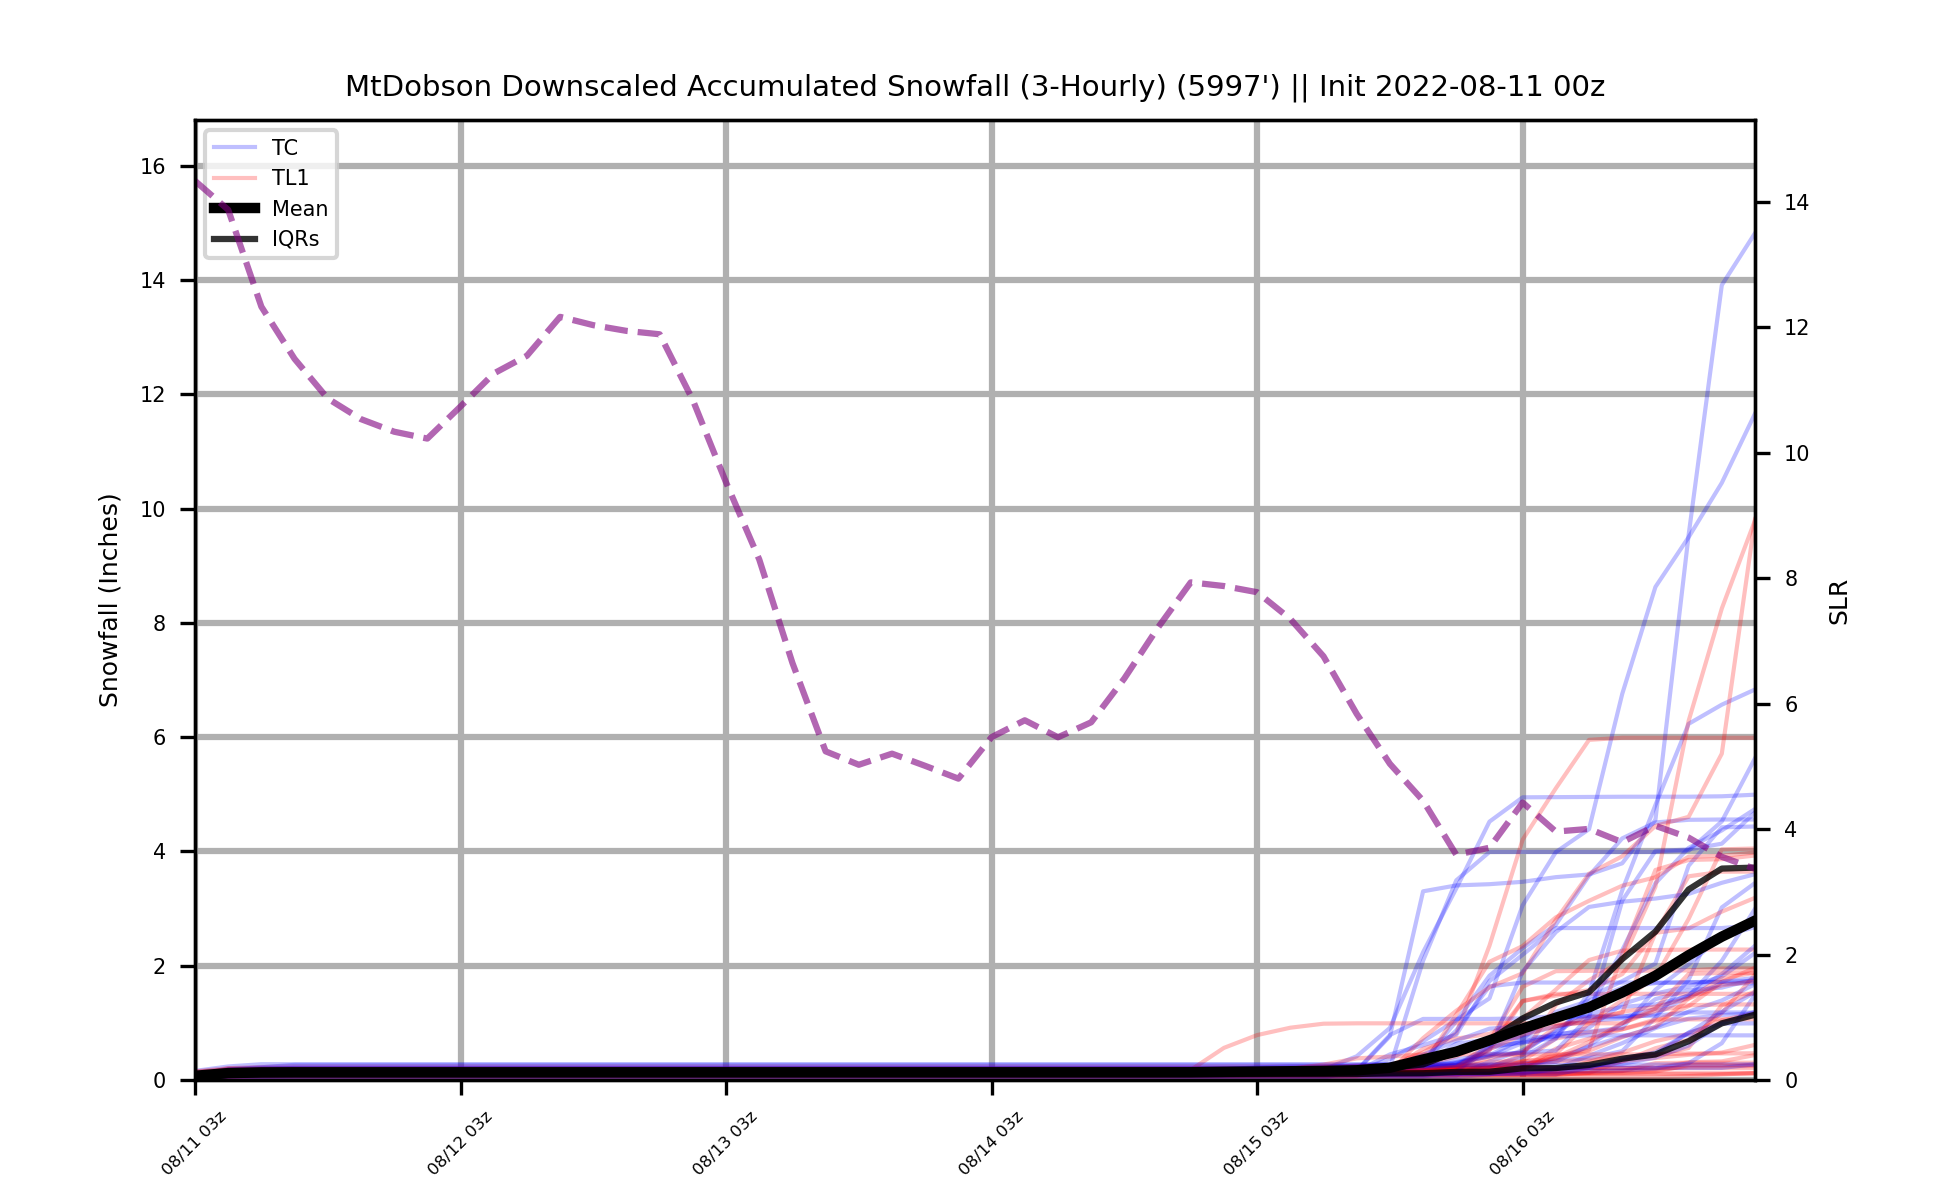 MtDobson Downscaled Accumulated Snowfall (3-Hourly) (5997') || Init 2022-08-11 00z
TC
TL1
Mean
IQRs
16
14
12
10
8
6
4
2
0
Snowfall (Inches)
14
12
10
8
6
4
2
0
SLR
08/11 03z
08/12 03z
08/13 03z
08/14 03z
08/15 03z
08/16 03z